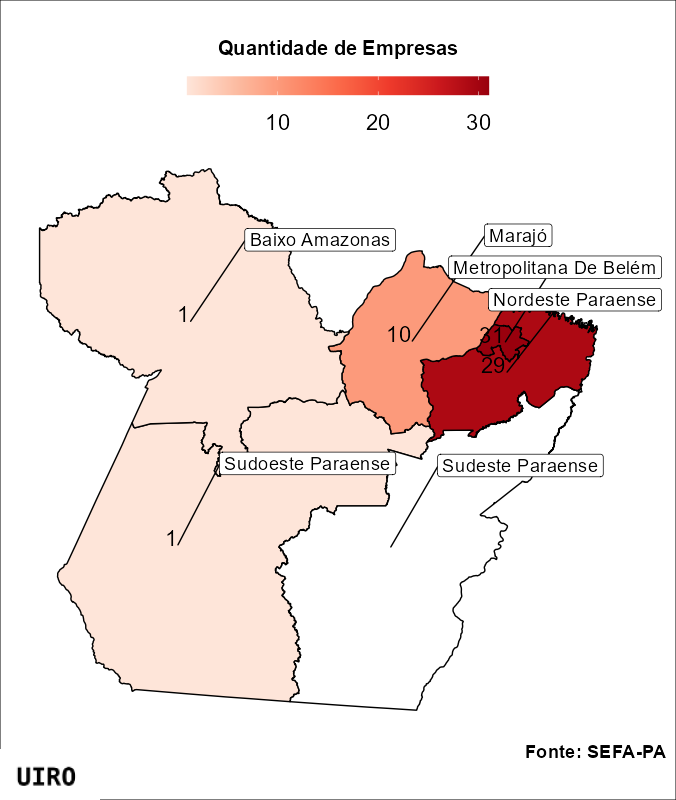 Quantidade de Empresas
10 20 30
Baixo Amazonas
Marajó
Metropolitana De Belém
Nordeste Paraense
1
10
31
29
Sudoeste Paraense
Sudeste Paraense
1
Fonte: SEFA-PA
UIRO